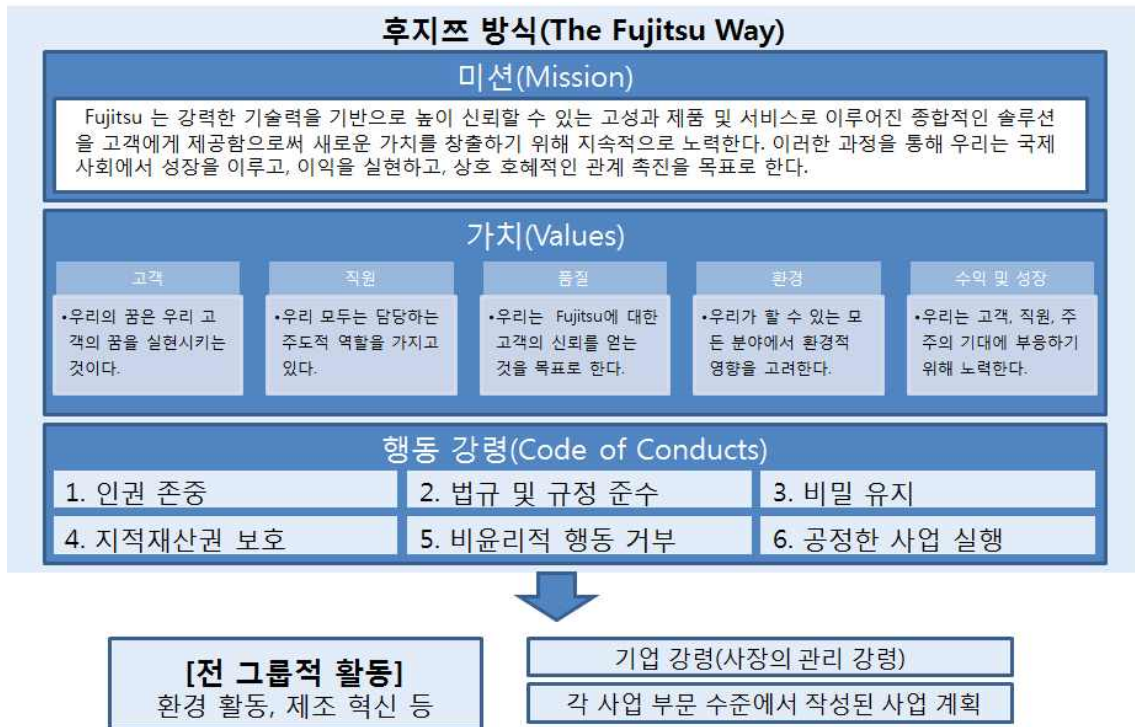 후지쯔 방식(The Fujitsu Way)
미션(Mission)
Fujitsu 는 강력한 기술력을 기반으로 높이 신뢰할 수 있는 고성과 제품 및 서비스로 이루어진 종합적인 솔루션
을 고객에게 제공함으로써 새로운 가치를 창출하기 위해 지속적으로 노력한다. 이러한 과정을 통해 우리는 국제
사회에서 성장을 이루고, 이익을 실현하고, 상호 호혜적인 관계 촉진을 목표로 한다.
가치(Values)
고객
•우리의 꿈은 우리 고
객의 꿈을 실현시키는
것이다.
직원
•우리 모두는 담당하는
주도적 역할을 가지고
있다.
품질
•우리는 Fujitsu에 대한
고객의 신뢰를 얻는
것을 목표로 한다.
환경
•우리가 할 수 있는 모
든 분야에서 환경적
영향을 고려한다.
수익 및 성장
•우리는 고객, 직원, 주
주의 기대에 부응하기
위해 노력한다.
행동 강령(Code of Conducts)
1. 인권 존중
2. 법규 및 규정 준수
3. 비밀 유지
4. 지적재산권 보호
5. 비윤리적 행동 거부
6. 공정한 사업 실행
[전 그룹적 활동]
환경 활동, 제조 혁신 등
기업 강령(사장의 관리 강령)
각 사업 부문 수준에서 작성된 사업 계획